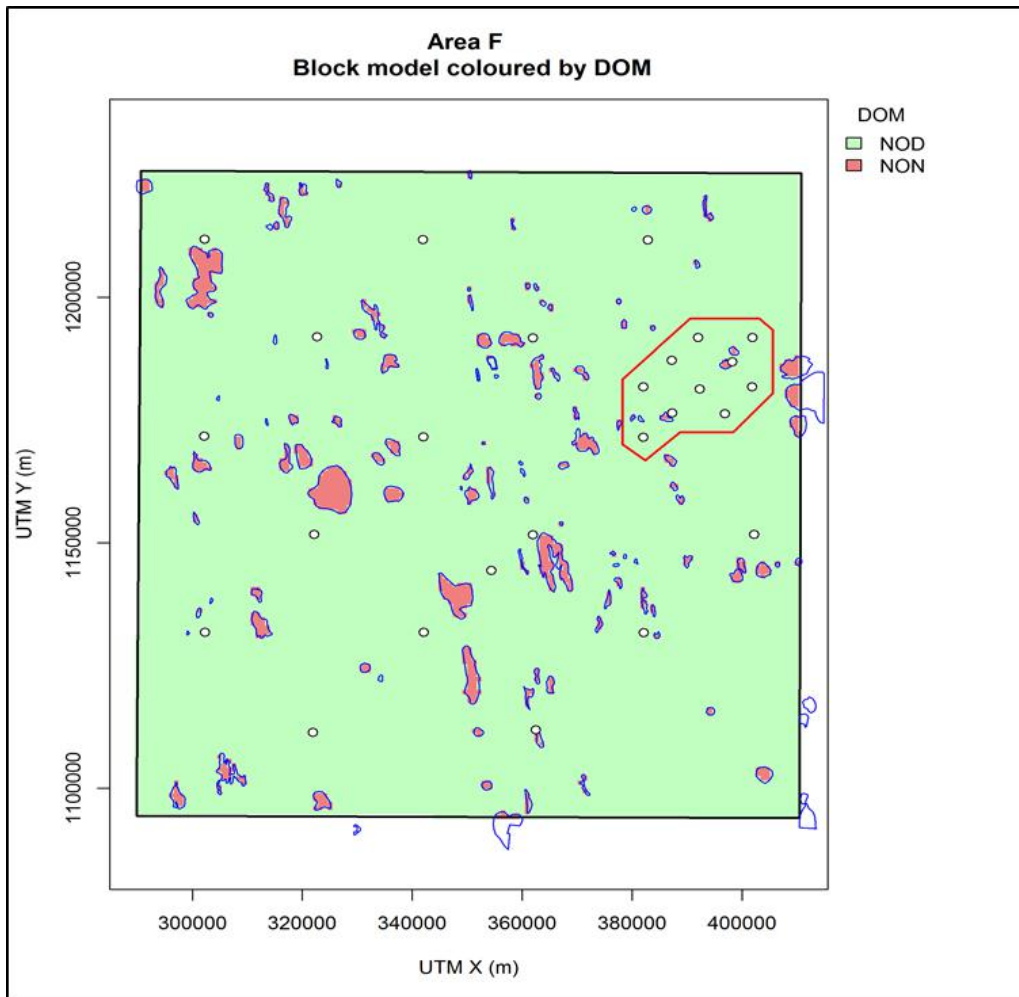 Area F
Block model coloured by DOM
DOM
NOD
NON
UTM Y (m)
1200000
1150000
1100000
300000 320000 340000 360000 380000 400000
UTM X (m)